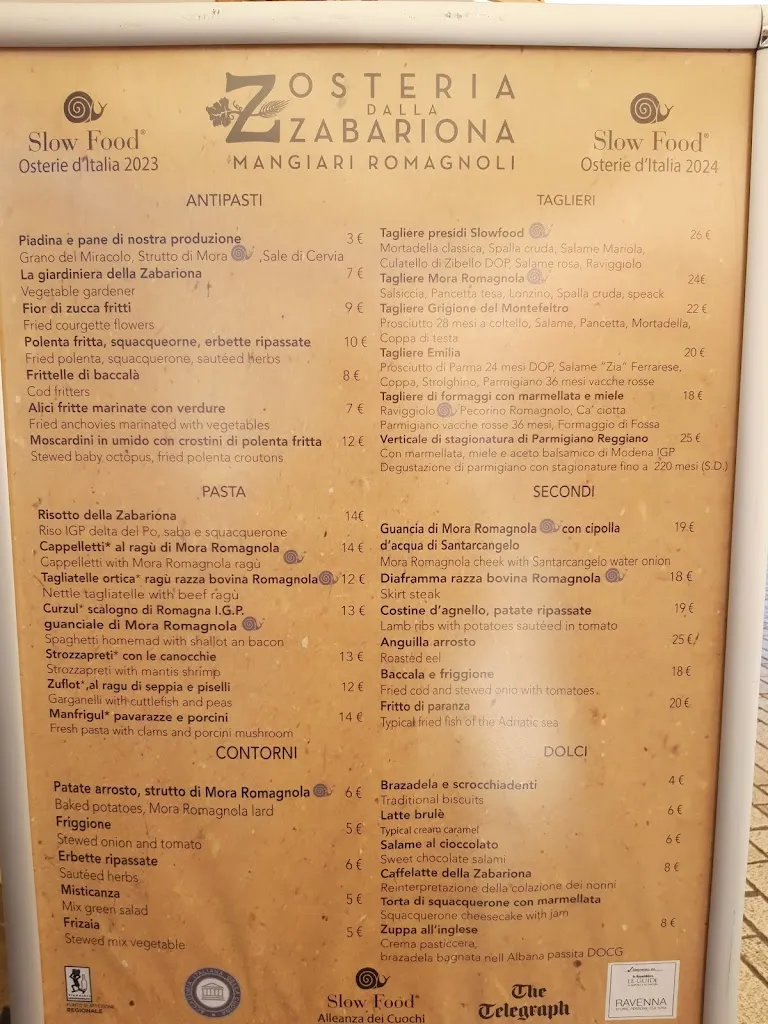 Slow Food®
Osterie d'Italia 2023
OSTERIA
DALLA
ZABARIONA
MANGIARI ROMAGNOLI
Slow Food®
Osterie d'Italia 2024
ANTIPASTI
Piadina e pane di nostra produzione 3 €
Grano del Miracolo, Strutto di Mora ,Sale di Cervia
La giardiniera della Zabariona 7 €
Vegetable gardener
Fior di zucca fritti 9 €
Fried courgette flowers
Polenta fritta, squacqueorne, erbette ripassate 10 €
Fried polenta, squacquerone, sautéed herbs
Frittelle di baccalà 8 €
Cod fritters
Alici fritte marinate con verdure 7 €
Fried anchovies marinated with vegetables
Moscardini in umido con crostini di polenta fritta 12 €
Stewed baby octopus, fried polenta croutons
TAGLIERI
Tagliere presidi Slowfood 26 €
Mortadella classica, Spalla cruda, Salame Mariola,
Culatello di Zibello DOP, Salame rosa, Raviggiolo
Tagliere Mora Romagnola 24€
Salsiccia, Pancetta tesa, Lonzino, Spalla cruda, speack
Tagliere Grigione del Montefeltro 22 €
Prosciutto 28 mesi a coltello, Salame, Pancetta, Mortadella,
Coppa di testa
Tagliere Emilia 20 €
Prosciutto di Parma 24 mesi DOP, Salame "Zia" Ferrarese,
Coppa, Strolghino, Parmigiano 36 mesi vacche rosse
Tagliere di formaggi con marmellata e miele 18 €
Raviggiolo Pecorino Romagnolo, Ca' ciotta
Parmigiano vacche rosse 36 mesi, Formaggio di Fossa
Verticale di stagionatura di Parmigiano Reggiano 25 €
Con marmellata, miele e aceto balsamico di Modena IGP
Degustazione di parmigiano con stagionature fino a 220 mesi (S.D.)
PASTA
Risotto della Zabariona 14€
Riso IGP delta del Po, saba e squacquerone
Cappelletti* al ragù di Mora Romagnola 14 €
Cappelletti with Mora Romagnola ragù
Tagliatelle ortica* ragù razza bovina Romagnola 12 €
Nettle tagliatelle with beef ragù
Curzul* scalogno di Romagna I.G.P. 13 €
guanciale di Mora Romagnola
Spaghetti homemad with shallot an bacon
Strozzapreti* con le canocchie 13 €
Strozzapreti with mantis shrimp
Zuflot*,al ragu di seppia e piselli 12 €
Garganelli with cuttlefish and peas
Manfrigul* pavarazze e porcini 14 €
Fresh pasta with clams and porcini mushroom
SECONDI
Guancia di Mora Romagnola con cipolla 19 €
d'acqua di Santarcangelo
Mora Romagnola cheek with Santarcangelo water onion
Diaframma razza bovina Romagnola 18 €
Skirt steak
Costine d'agnello, patate ripassate 19€
Lamb ribs with potatoes sautéed in tomato
Anguilla arrosto 25 €
Roasted eel
Baccala e friggione 18€
Fried cod and stewed onio with tomatoes
Fritto di paranza 20 €
Typical fried fish of the Adriatic sea
CONTORNI
Patate arrosto, strutto di Mora Romagnola 6 €
Baked potatoes, Mora Romagnola lard
Friggione 5 €
Stewed onion and tomato
Erbette ripassate 6 €
Sautéed herbs
Misticanza 5 €
Mix green salad
Frizaia 5 €
Stewed mix vegetable
DOLCI
Brazadela e scrocchiadenti 4 €
Traditional biscuits
Latte brulè 6 €
Typical cream caramel
Salame al cioccolato 6 €
Sweet chocolate salami
Caffelatte della Zabariona 8 €
Reinterpretazione della colazione dei nonni
Torta di squacquerone con marmellata
Squacquerone cheesecake with jam
Zuppa all'inglese 8 €
Crema pasticcera,
brazadela bagnata nell Albana passita DOCG
REGIONALE
Slow Food®
Alleanza dei Cuochi
The
Telegraph
LE GUIDE
RAVENNA